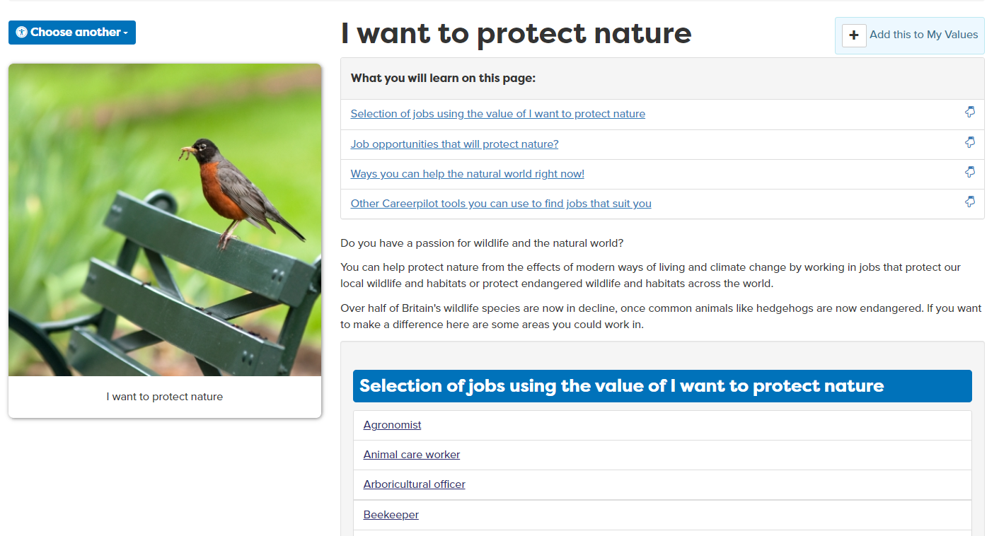 Choose another
I want to protect nature
+ Add this to My Values
What you will learn on this page:
Selection of jobs using the value of I want to protect nature
Job opportunities that will protect nature?
Ways you can help the natural world right now!
Other Careerpilot tools you can use to find jobs that suit you
I want to protect nature
Do you have a passion for wildlife and the natural world?
You can help protect nature from the effects of modern ways of living and climate change by working in jobs that protect our
local wildlife and habitats or protect endangered wildlife and habitats across the world.
Over half of Britain's wildlife species are now in decline, once common animals like hedgehogs are now endangered. If you want
to make a difference here are some areas you could work in.
Selection of jobs using the value of I want to protect nature
Agronomist
Animal care worker
Arboricultural officer
Beekeeper